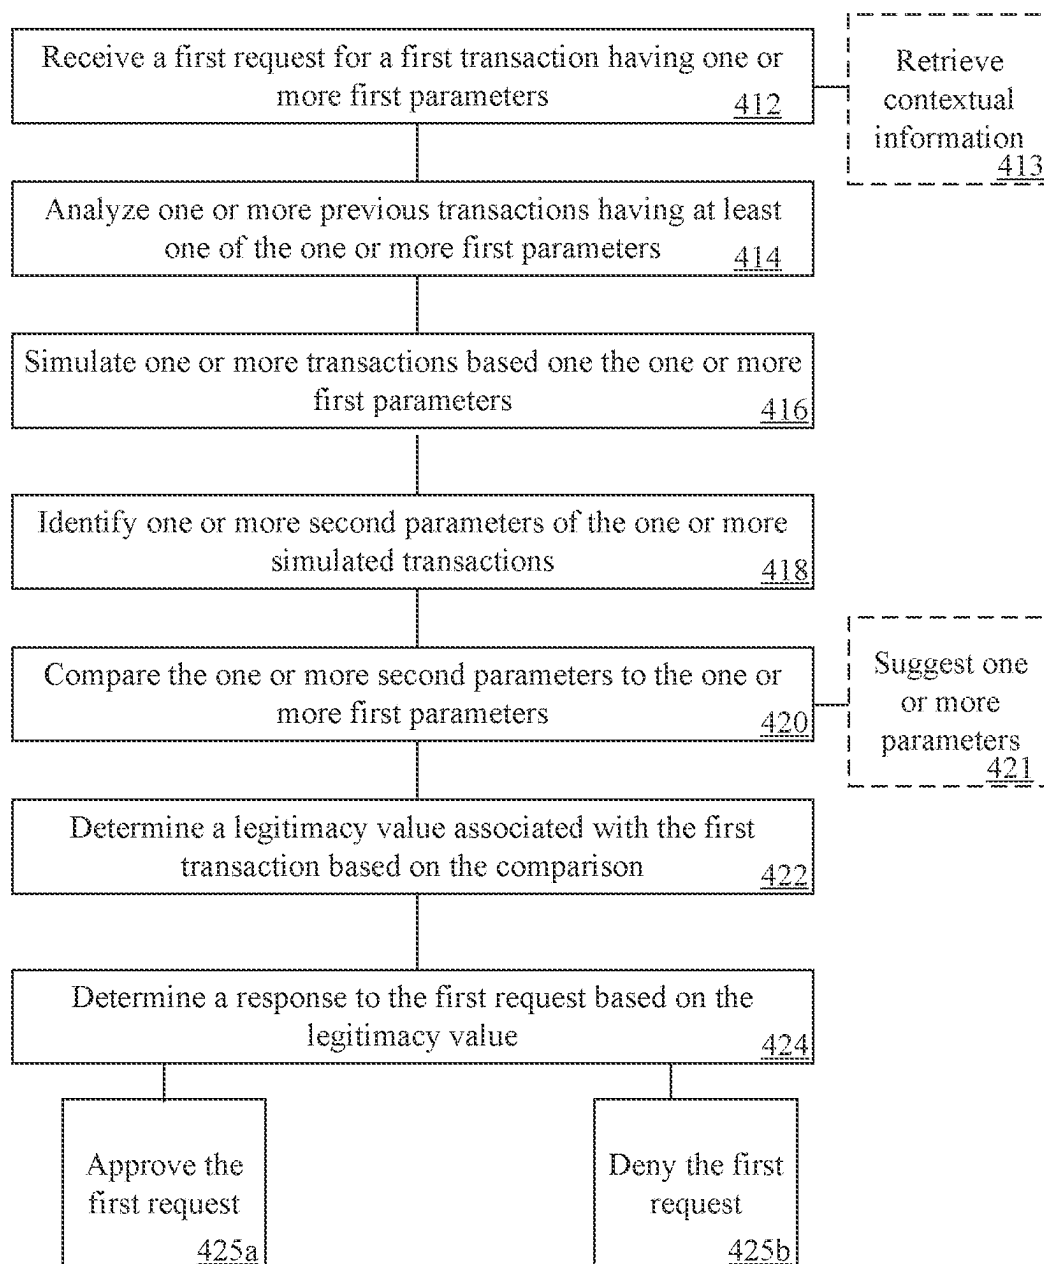 Receive a first request for a first transaction having one or
more first parameters
412
Retrieve
contextual
information
413
Analyze one or more previous transactions having at least
one of the one or more first parameters
414
Simulate one or more transactions based one the one or more
first parameters
416
Identify one or more second parameters of the one or more
simulated transactions
418
Compare the one or more second parameters to the one or
more first parameters
420
Suggest one
or more
parameters
421
Determine a legitimacy value associated with the first
transaction based on the comparison
422
Determine a response to the first request based on the
legitimacy value
424
Approve the
first request
425a
Deny the first
request
425b